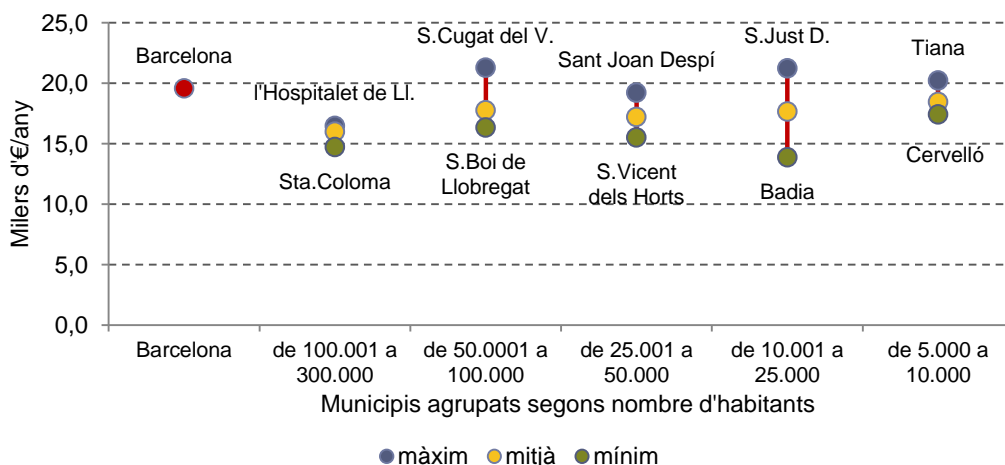 25,0
20,0
15,0
10,0
5,0
0,0
Milers d'€/any
Barcelona
l'Hospitalet de Ll.
Sta.Coloma
S.Cugat del V.
S.Boi de
Llobregat
Sant Joan Despí
S.Vicent
dels Horts
S.Just D.
Badia
Tiana
Cervelló
Barcelona
de 100.001 a
300.000
de 50.0001 a
100.000
de 25.001 a
50.000
de 10.001 a
25.000
de 5.000 a
10.000
Municipis agrupats segons nombre d'habitants
màxim
mitjà
mínim